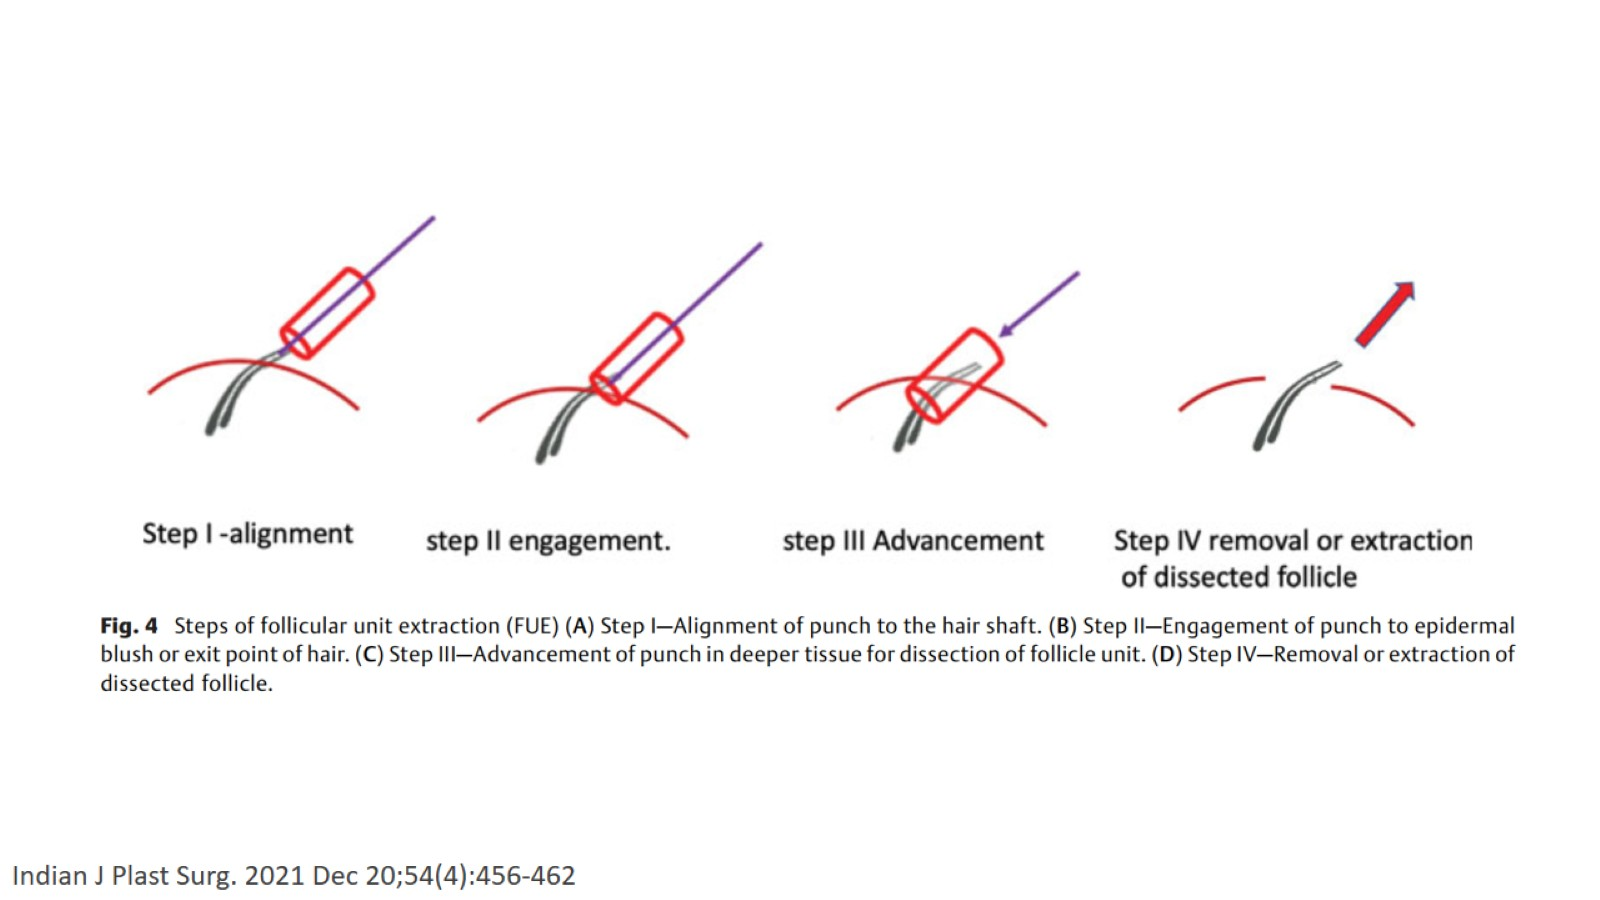 Step I -alignment
step II engagement.
step III Advancement
Step IV removal or extraction
of dissected follicle
Fig. 4 Steps of follicular unit extraction (FUE) (A) Step I—Alignment of punch to the hair shaft. (B) Step II—Engagement of punch to epidermal
blush or exit point of hair. (C) Step III—Advancement of punch in deeper tissue for dissection of follicle unit. (D) Step IV—Removal or extraction of
dissected follicle.
Indian J Plast Surg. 2021 Dec 20;54(4):456-462